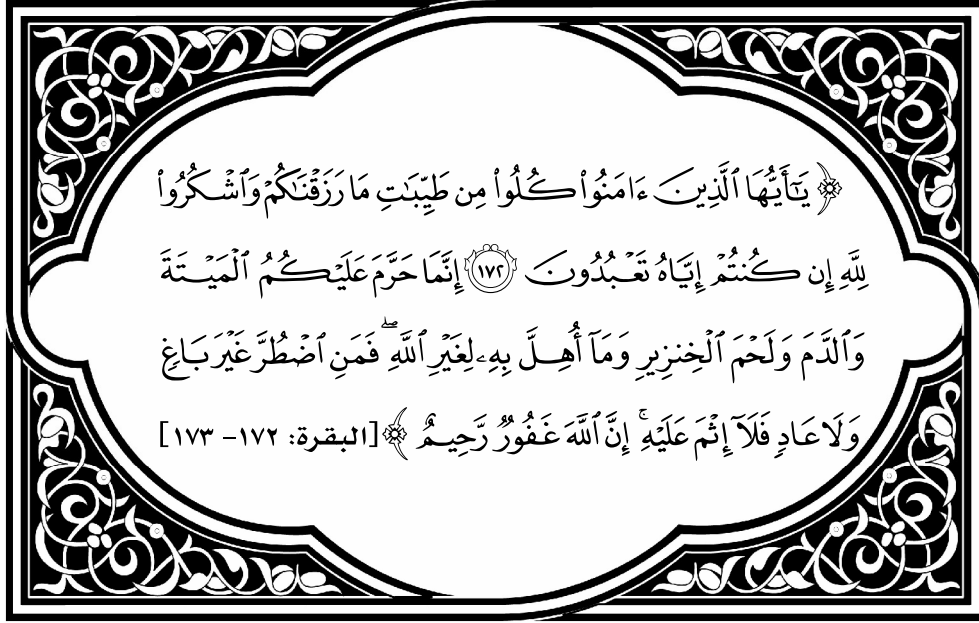 ﴿ يَٰٓأَيُّهَا ٱلَّذِينَ ءَامَنُواْ كُلُواْ مِن طَيِّبَٰتِ مَا رَزَقۡنَٰكُمۡ وَٱشۡكُرُواْ
لِلَّهِ إِن كُنتُمۡ إِيَّاهُ تَعۡبُدُونَ ١٧٢ إِنَّمَا حَرَّمَ عَلَيۡكُمُ ٱلۡمَيۡتَةَ
وَٱلدَّمَ وَلَحۡمَ ٱلۡخِنزِيرِ وَمَآ أُهِلَّ بِهِۦ لِغَيۡرِ ٱللَّهِۖ فَمَنِ ٱضۡطُرَّ غَيۡرَ بَاغٖ
وَلَا عَادٖ فَلَآ إِثۡمَ عَلَيۡهِۚ إِنَّ ٱللَّهَ غَفُورٞ رَّحِيمٌ ﴾ [البقرة: ١٧٢- ١٧٣]